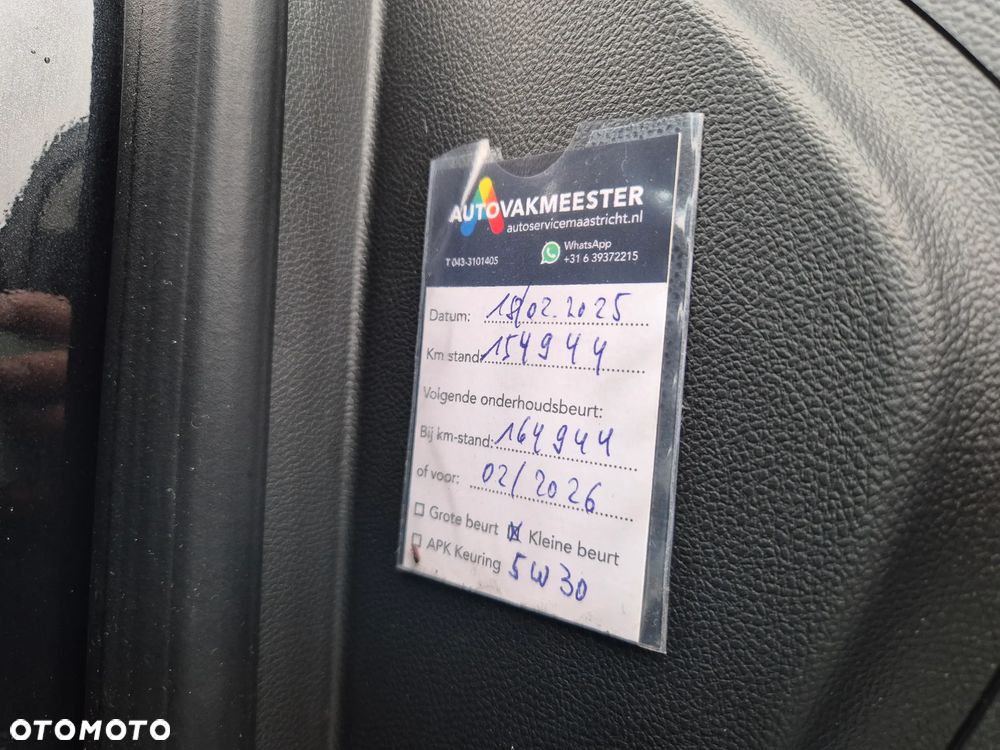 AUTOVAKMEESTER
autoservicemaastricht.nl
T 043-3101405
WhatsApp
+31 6 39372215
Datum: 18/02.2025
Km stand: 154944
Volgende onderhoudsbeurt:
Bij km-stand: 164944
of voor: 02/2026
Grote beurt Kleine beurt
APK Keuring 5W30
OTOMOTO